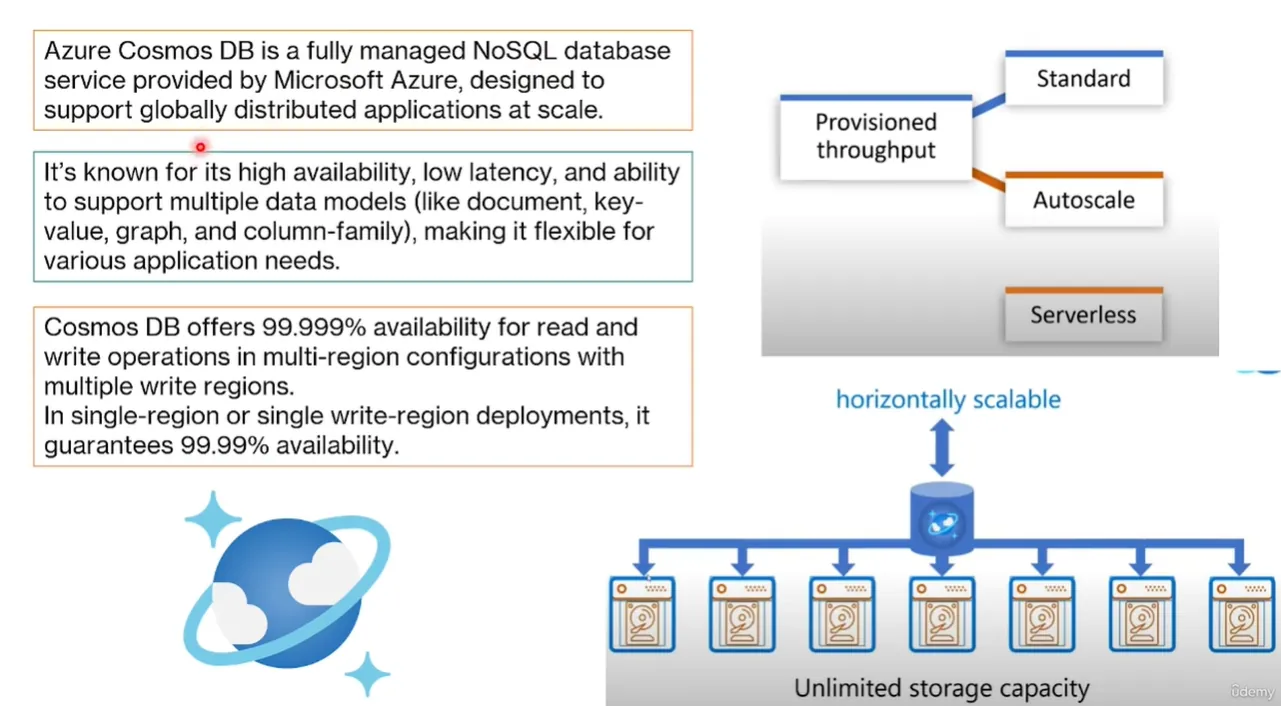 Azure Cosmos DB is a fully managed NoSQL database
service provided by Microsoft Azure, designed to
support globally distributed applications at scale.
It's known for its high availability, low latency, and ability
to support multiple data models (like document, key-
value, graph, and column-family), making it flexible for
various application needs.
Cosmos DB offers 99.999% availability for read and
write operations in multi-region configurations with
multiple write regions.
In single-region or single write-region deployments, it
guarantees 99.99% availability.
Provisioned
throughput
Standard
Autoscale
Serverless
horizontally scalable
Unlimited storage capacity
ûdemy